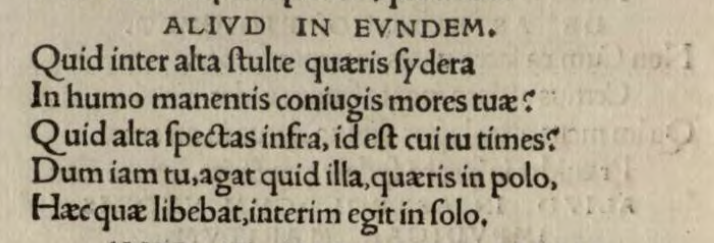 ALIVD IN EVNDEM.
Quid inter alta ſtulte quæris ſydera
In humo manentis coniugis mores tuæ?
Quid alta ſpectas infra, id eſt cui tu times?
Dum iam tu,agat quid illa,quæris in polo,
Hæc quæ libebat,interim egit in ſolo.